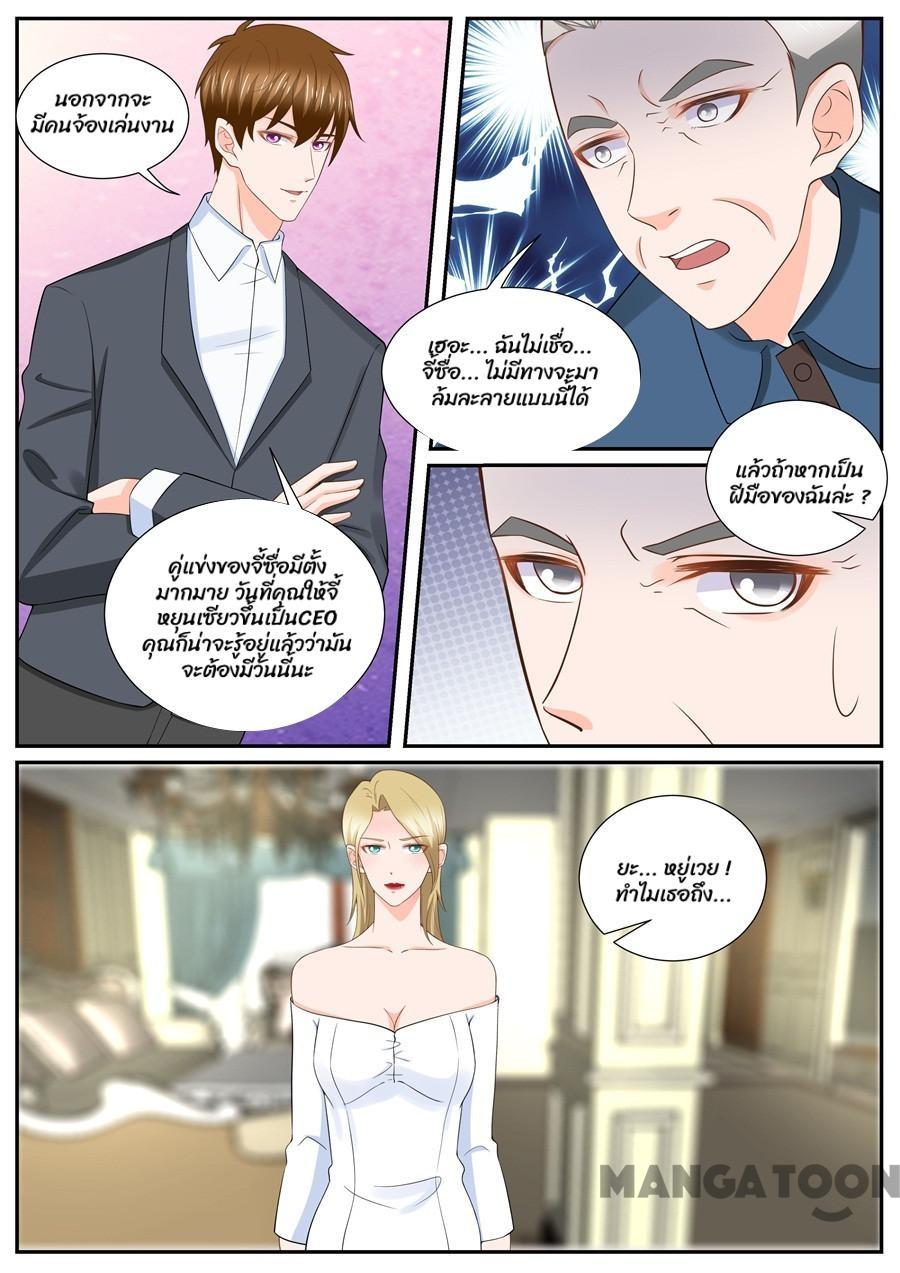 นอกจากจะ
มีคนจ้องเล่นงาน
เฮอะ... ฉันไม่เชื่อ...
จี้ซื่อ... ไม่มีทางจะมา
ล้มละลายแบบนี้ได้
คู่แข่งของจี้ซื่อมีตั้ง
มากมาย วันที่คุณให้จี้
หยุนเซียวขึ้นเป็นCEO
คุณก็น่าจะรู้อยู่แล้วว่ามัน
จะต้องมีวันนี้นะ
แล้วถ้าหากเป็น
ฝีมือของฉันล่ะ ?
ยะ... หยู่เวย !
ทำไมเธอถึง...
MANGATOON